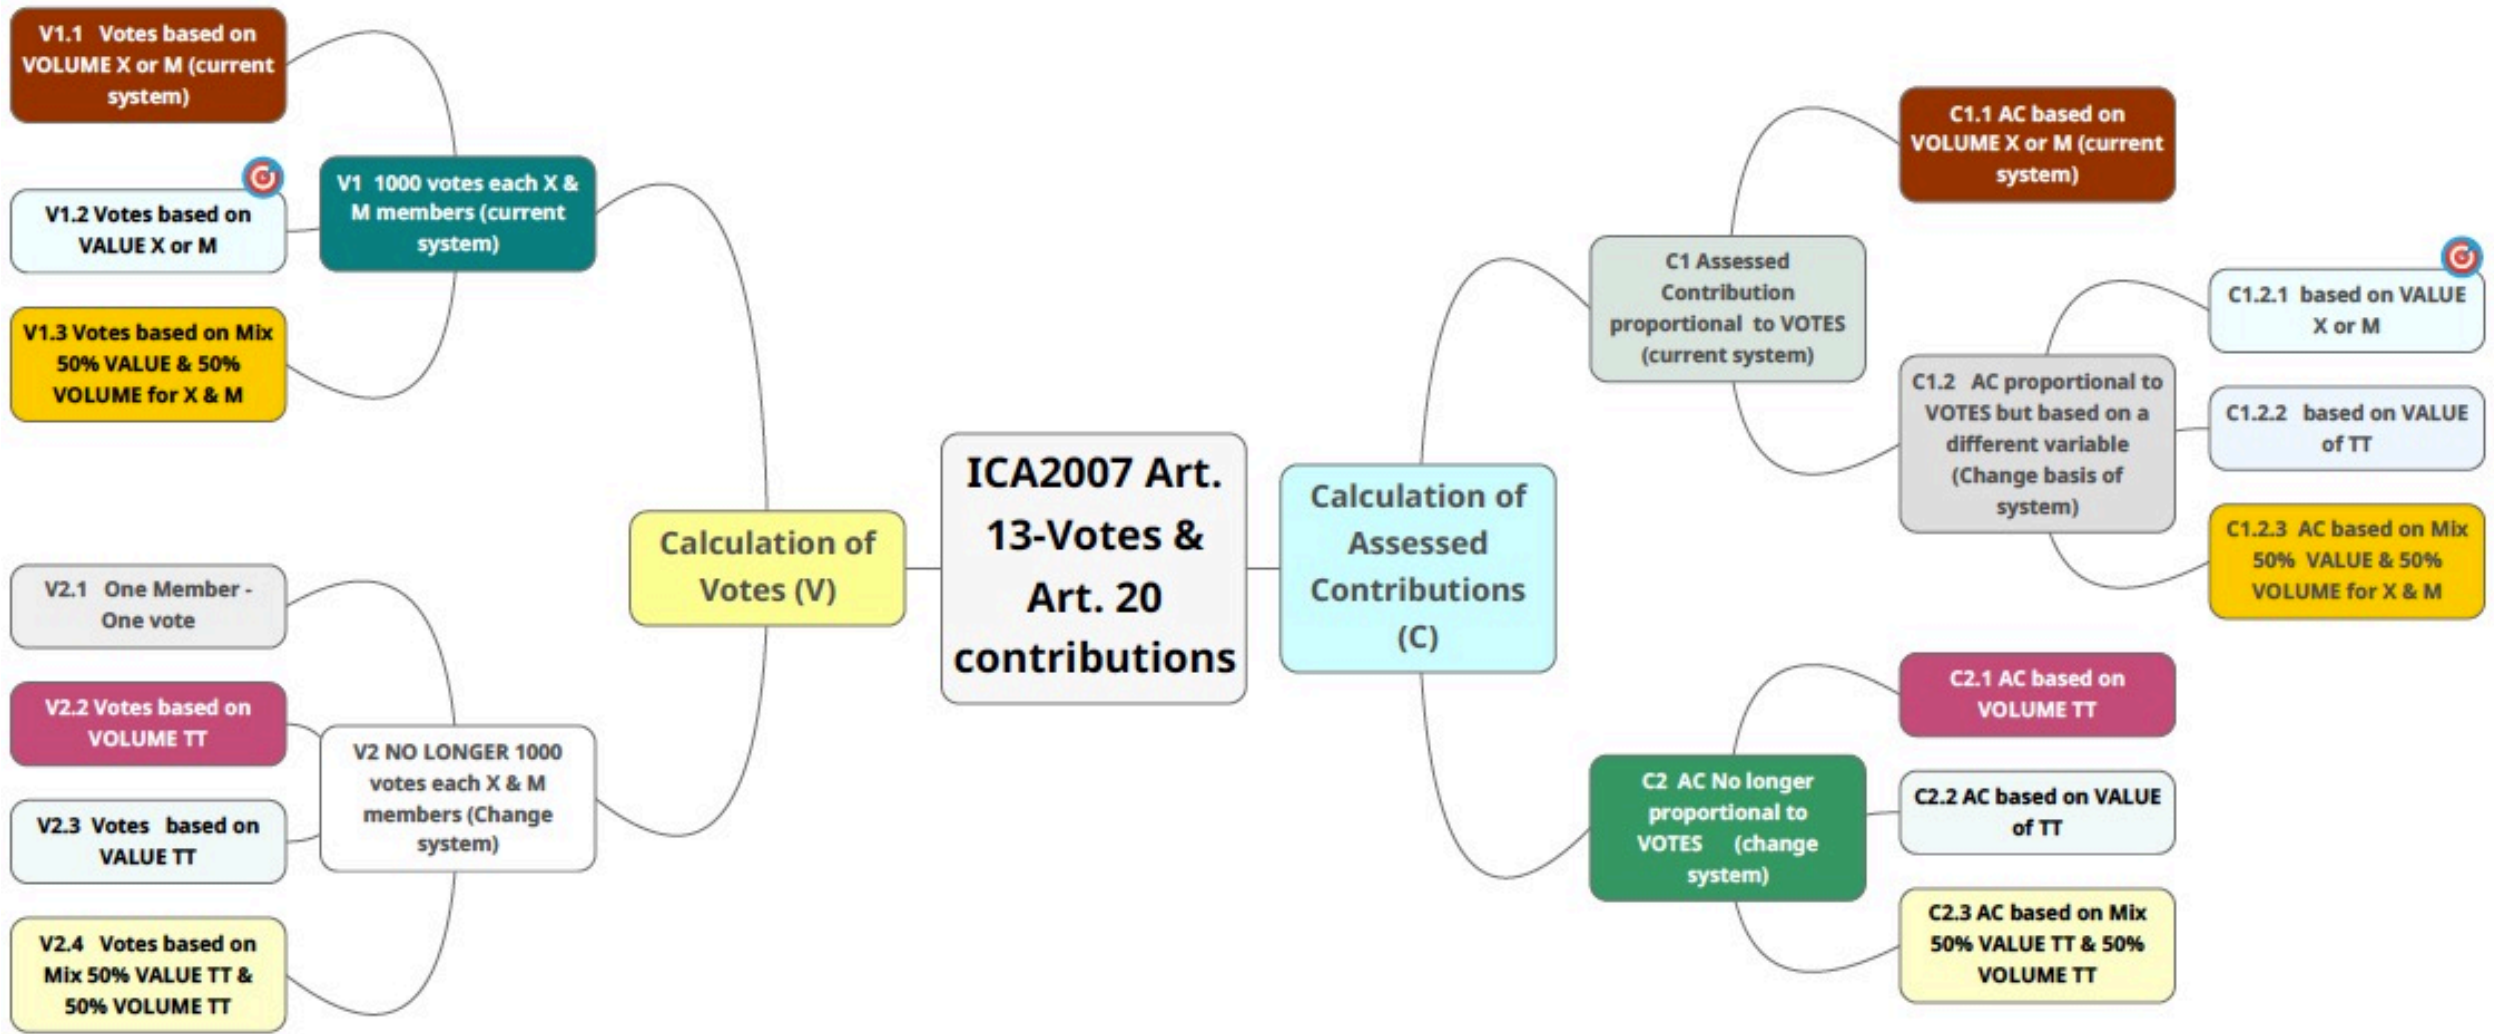 V1.1 Votes based on
VOLUME X or M (current
system)
V1.2 Votes based on
VALUE X or M
V1.3 Votes based on Mix
50% VALUE & 50%
VOLUME for X & M
V1 1000 votes each X &
M members (current
system)
V2.1 One Member -
One vote
V2.2 Votes based on
VOLUME TT
V2.3 Votes based on
VALUE TT
V2.4 Votes based on
Mix 50% VALUE TT &
50% VOLUME TT
V2 NO LONGER 1000
votes each X & M
members (Change
system)
Calculation of
Votes (V)
ICA2007 Art.
13-Votes &
Art. 20
contributions
Calculation of
Assessed
Contributions
(C)
C1 Assessed
Contribution
proportional to VOTES
(current system)
C1.1 AC based on
VOLUME X or M (current
system)
C1.2 AC proportional to
VOTES but based on a
different variable
(Change basis of
system)
C1.2.1 based on VALUE
X or M
C1.2.2 based on VALUE
of TT
C1.2.3 AC based on Mix
50% VALUE & 50%
VOLUME for X & M
C2 AC No longer
proportional to
VOTES (change
system)
C2.1 AC based on
VOLUME TT
C2.2 AC based on VALUE
of TT
C2.3 AC based on Mix
50% VALUE TT & 50%
VOLUME TT